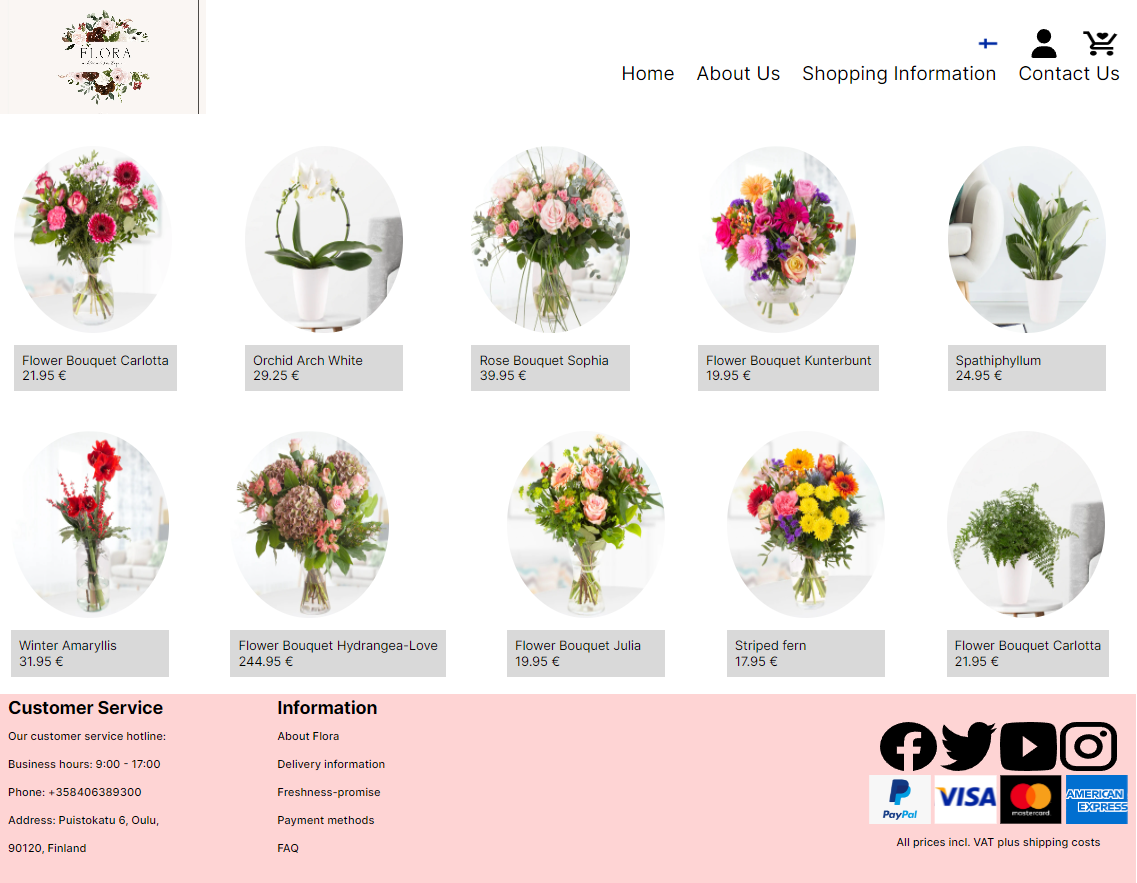 FLORA
Home About Us Shopping Information Contact Us
Flower Bouquet Carlotta
21.95 €
Orchid Arch White
29.25 €
Rose Bouquet Sophia
39.95 €
Flower Bouquet Kunterbunt
19.95 €
Spathiphyllum
24.95 €
Winter Amaryllis
31.95 €
Flower Bouquet Hydrangea-Love
244.95 €
Flower Bouquet Julia
19.95 €
Striped fern
17.95 €
Flower Bouquet Carlotta
21.95 €
Customer Service
Our customer service hotline:
Business hours: 9:00 - 17:00
Phone: +358406389300
Address: Puistokatu 6, Oulu,
90120, Finland
Information
About Flora
Delivery information
Freshness-promise
Payment methods
FAQ
PayPal
VISA
mastercard
AMERICAN
EXPRESS
All prices incl. VAT plus shipping costs